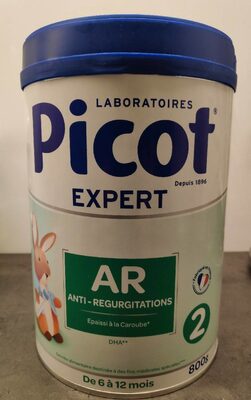 LABORATOIRES
Picot®
Depuis 1896
EXPERT
AR
ANTI-REGURGITATIONS
Epaissi à la Caroube*
DHA**
2
800g
De 6 à 12 mois